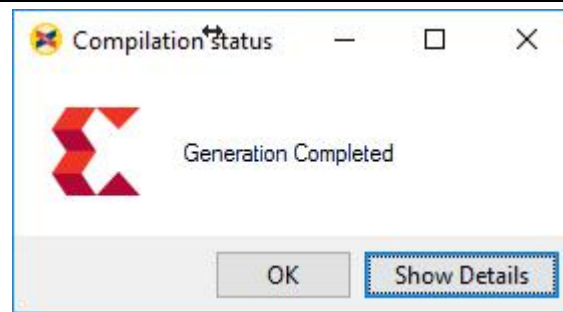 Compilation status
Generation Completed
OK
Show Details